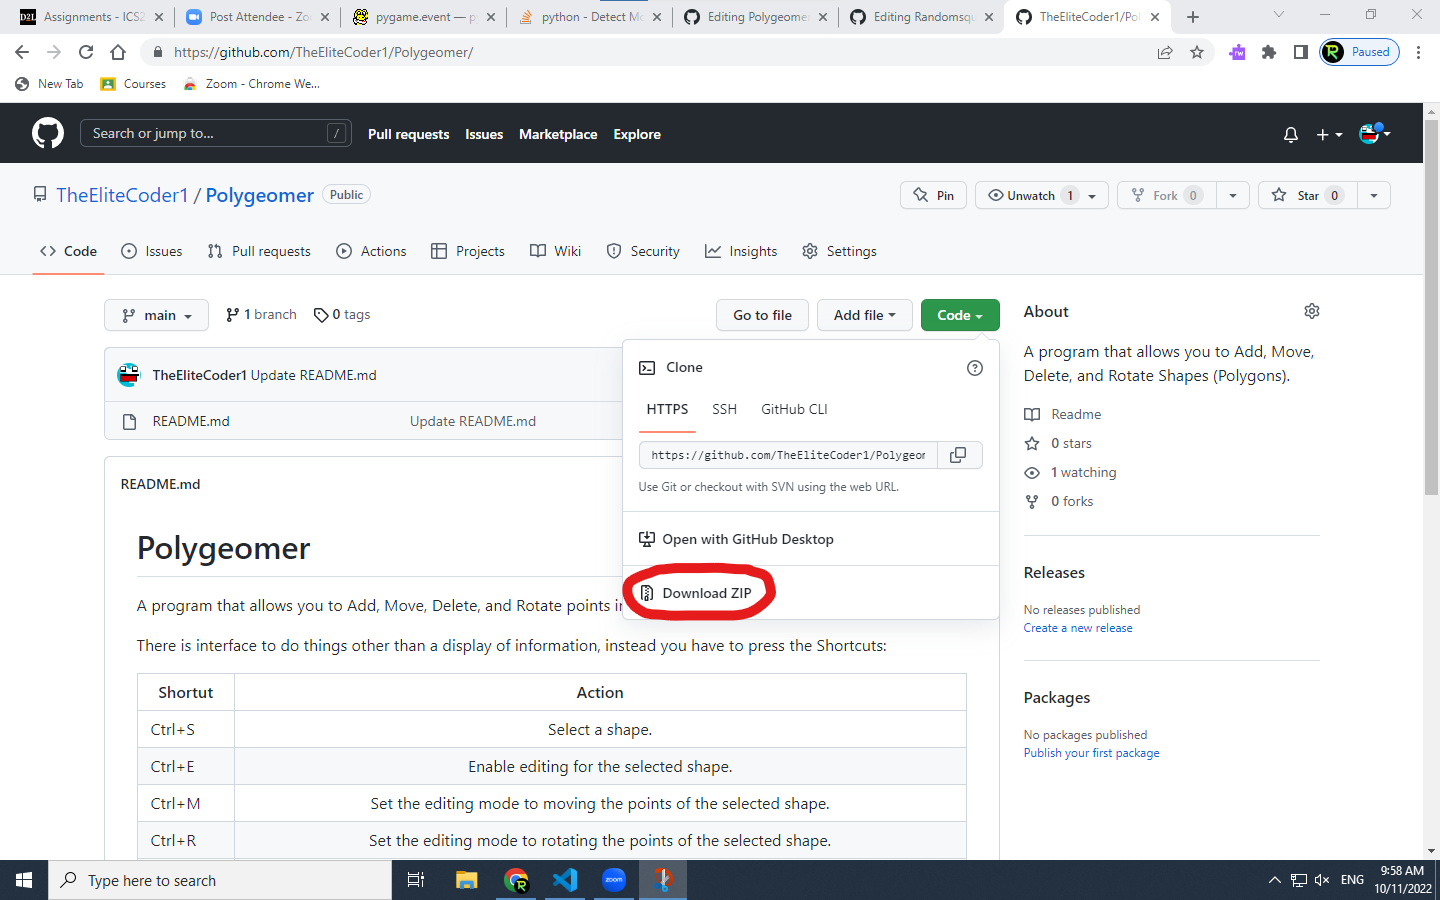 D2L Assignments - ICS2
Post Attendee - Zo
pygame.event — p
python - Detect Mo
Editing Polygeomer
Editing Randomsqu
TheEliteCoder1/Pol
https://github.com/TheEliteCoder1/Polygeomer/
Paused
New Tab
Courses
Zoom - Chrome We...
Search or jump to... /
Pull requests
Issues
Marketplace
Explore
TheEliteCoder1 / Polygeomer Public
Pin
Unwatch 1
Fork 0
Star 0
Code
Issues
Pull requests
Actions
Projects
Wiki
Security
Insights
Settings
main
1 branch
0 tags
Go to file
Add file
Code
TheEliteCoder1 Update README.md
README.md
Update README.md
Clone
HTTPS
SSH
GitHub CLI
https://github.com/TheEliteCoder1/Polygeon
Use Git or checkout with SVN using the web URL.
Open with GitHub Desktop
Download ZIP
README.md
Polygeomer
A program that allows you to Add, Move, Delete, and Rotate points in
There is interface to do things other than a display of information, instead you have to press the Shortcuts:
Shortut Action
Ctrl+S Select a shape.
Ctrl+E Enable editing for the selected shape.
Ctrl+M Set the editing mode to moving the points of the selected shape.
Ctrl+R Set the editing mode to rotating the points of the selected shape.
About
A program that allows you to Add, Move,
Delete, and Rotate Shapes (Polygons).
Readme
0 stars
1 watching
0 forks
Releases
No releases published
Create a new release
Packages
No packages published
Publish your first package
Type here to search
zoom
ENG
9:58 AM
10/11/2022